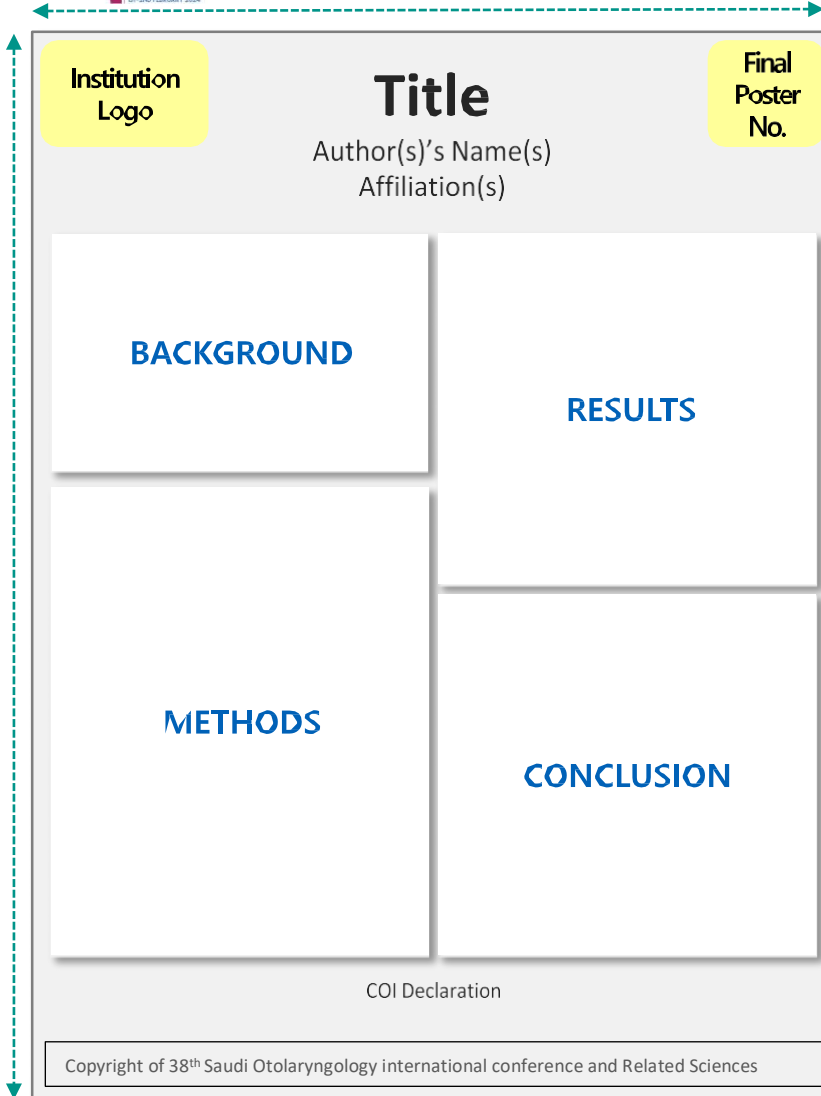 Institution
Logo
Title
Final
Poster
No.
Author(s)'s Name(s)
Affiliation(s)
BACKGROUND
RESULTS
METHODS
CONCLUSION
COI Declaration
Copyright of 38th Saudi Otolaryngology international conference and Related Sciences